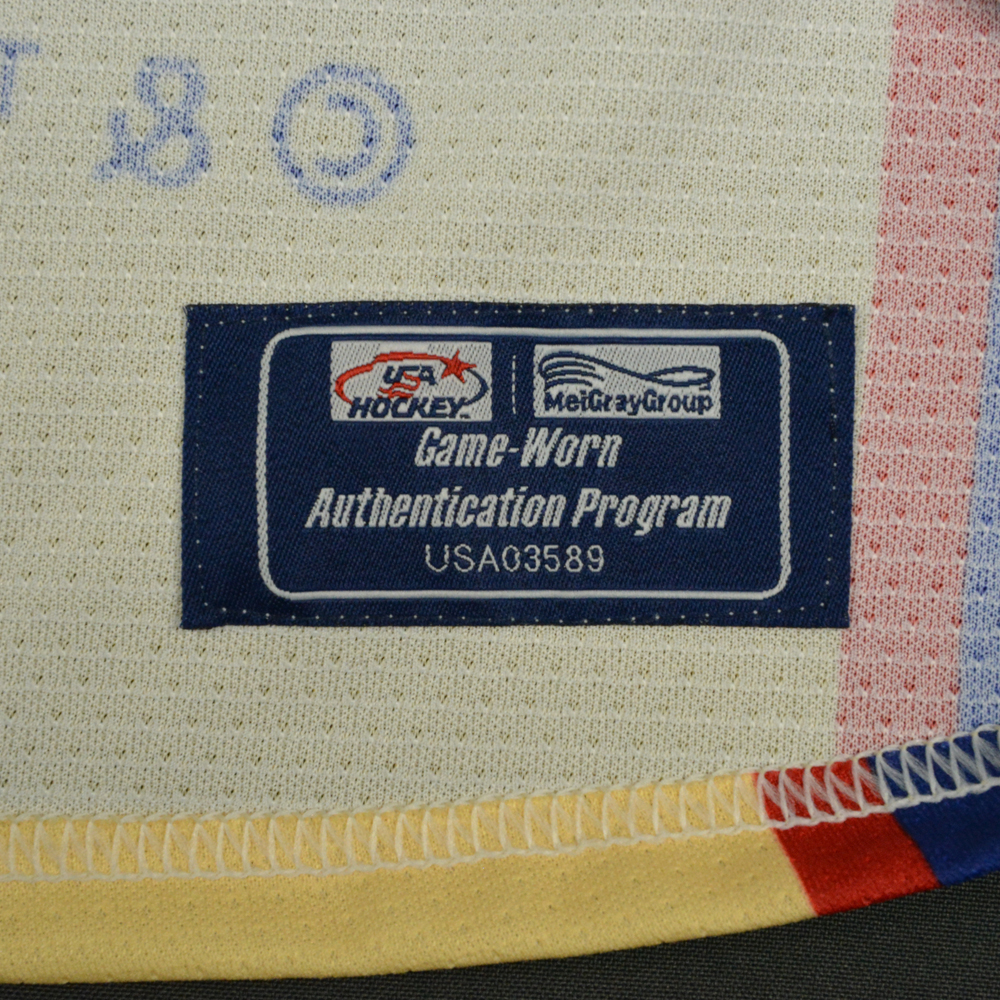 © & T
USA
HOCKEY
MeiGrayGroup
Game-Worn
Authentication Program
USA03589